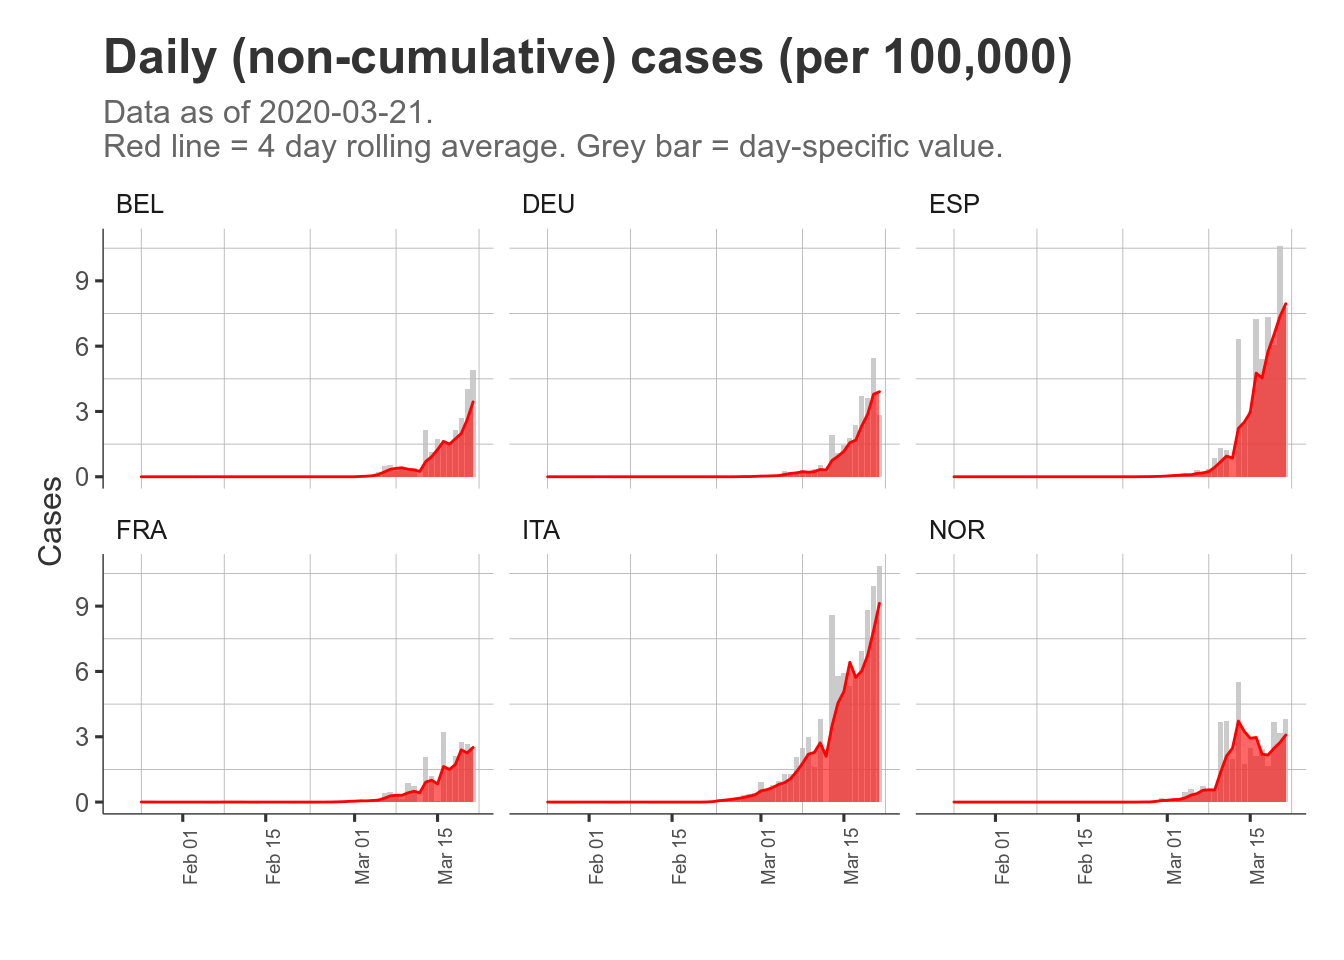 Daily (non-cumulative) cases (per 100,000)
Data as of 2020-03-21.
Red line = 4 day rolling average. Grey bar = day-specific value.
BEL
DEU
ESP
9
6
3
0
Cases
FRA
ITA
NOR
9
6
3
0
Feb 01
Feb 15
Mar 01
Mar 15
Feb 01
Feb 15
Mar 01
Mar 15
Feb 01
Feb 15
Mar 01
Mar 15